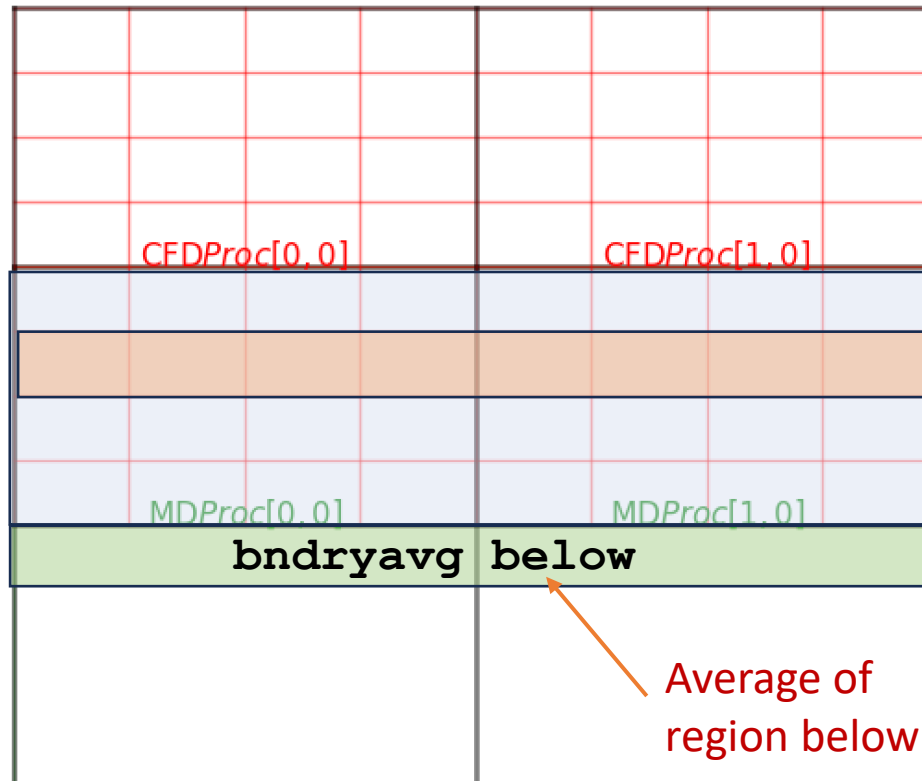 CFDProc[0, 0] CFDProc[1, 0]
MDProc[0, 0] MDProc[1, 0]
bndryavg below
Average of
region below